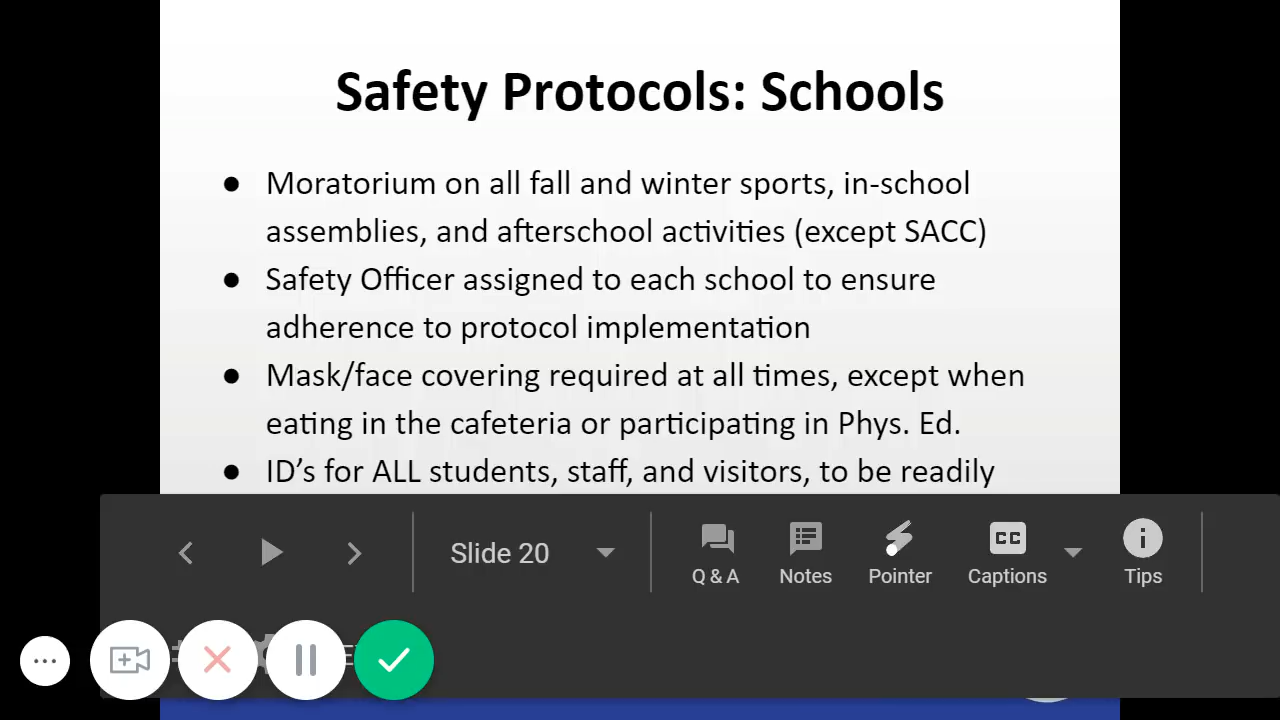 Safety Protocols: Schools
● Moratorium on all fall and winter sports, in-school
assemblies, and afterschool activities (except SACC)
● Safety Officer assigned to each school to ensure
adherence to protocol implementation
● Mask/face covering required at all times, except when
eating in the cafeteria or participating in Phys. Ed.
● ID’s for ALL students, staff, and visitors, to be readily
Slide 20
Q & A Notes Pointer Captions Tips
CC